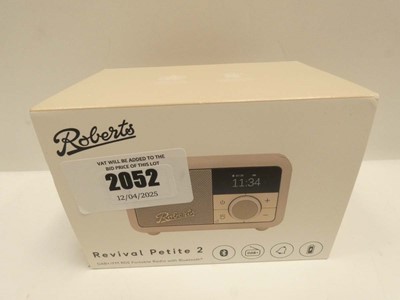 Roberts
VAT WILL BE ADDED TO THE
BID PRICE OF THIS LOT
2052
12/04/2025
11:34
Roberts
Revival Petite 2
DAB+